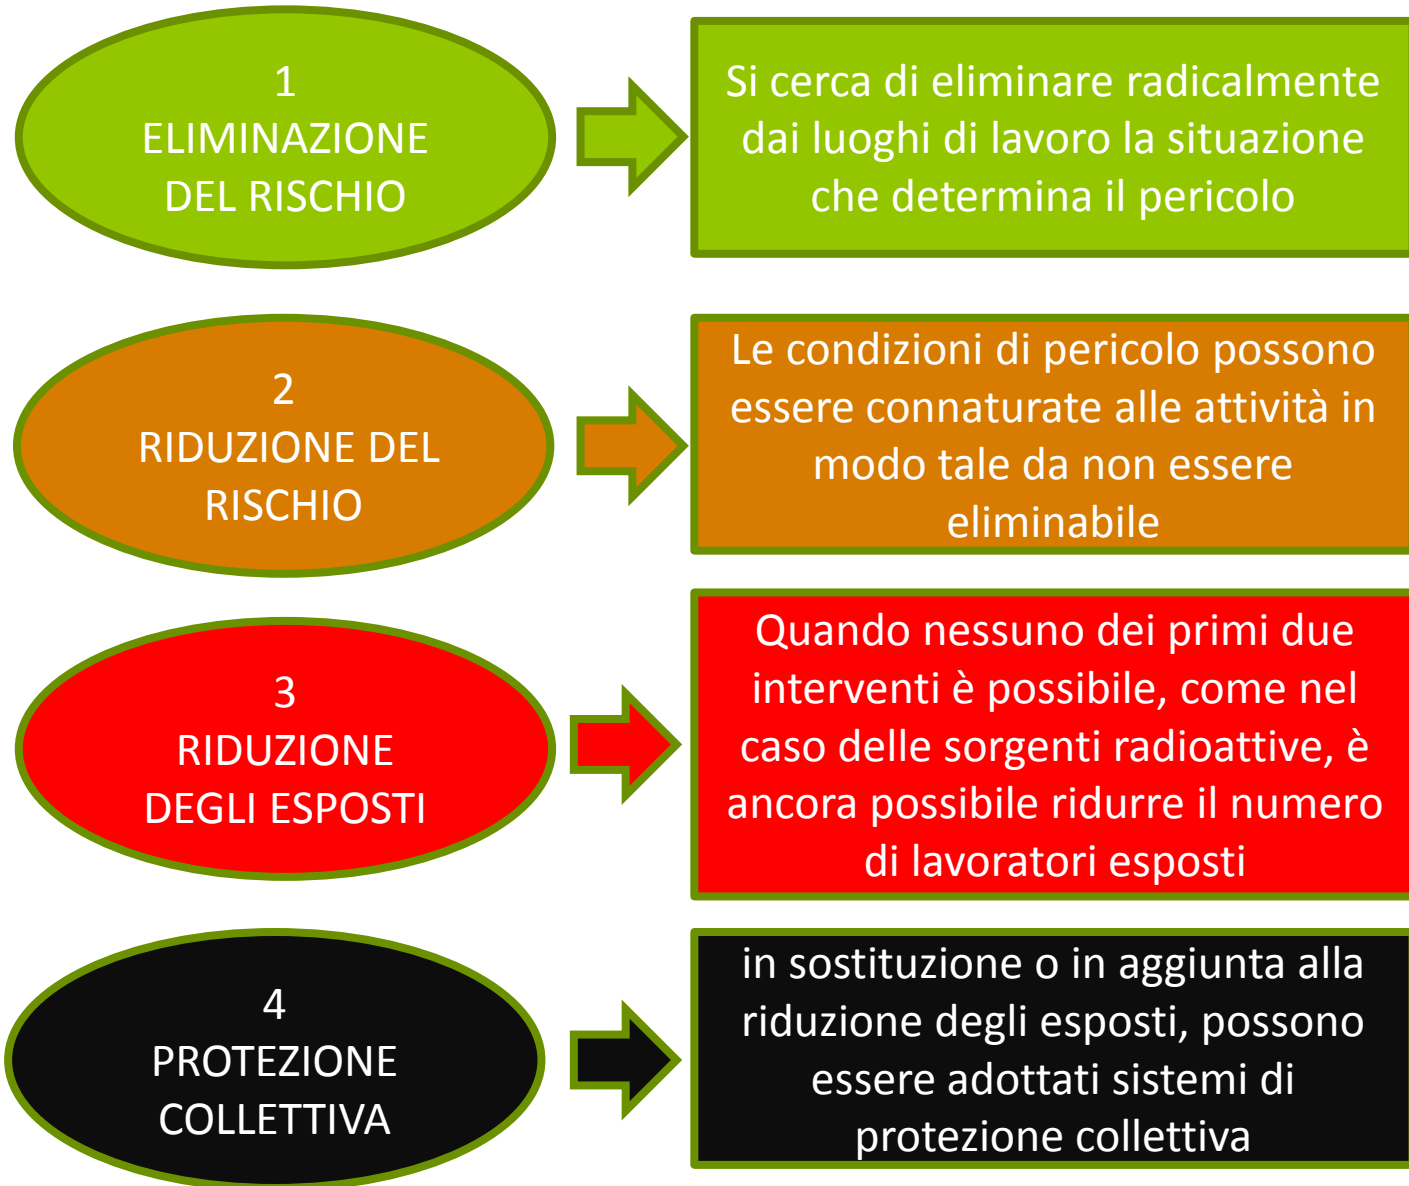 1
ELIMINAZIONE
DEL RISCHIO
Si cerca di eliminare radicalmente
dai luoghi di lavoro la situazione
che determina il pericolo
2
RIDUZIONE DEL
RISCHIO
Le condizioni di pericolo possono
essere connaturate alle attività in
modo tale da non essere
eliminabile
3
RIDUZIONE
DEGLI ESPOSTI
Quando nessuno dei primi due
interventi è possibile, come nel
caso delle sorgenti radioattive, è
ancora possibile ridurre il numero
di lavoratori esposti
4
PROTEZIONE
COLLETTIVA
in sostituzione o in aggiunta alla
riduzione degli esposti, possono
essere adottati sistemi di
protezione collettiva